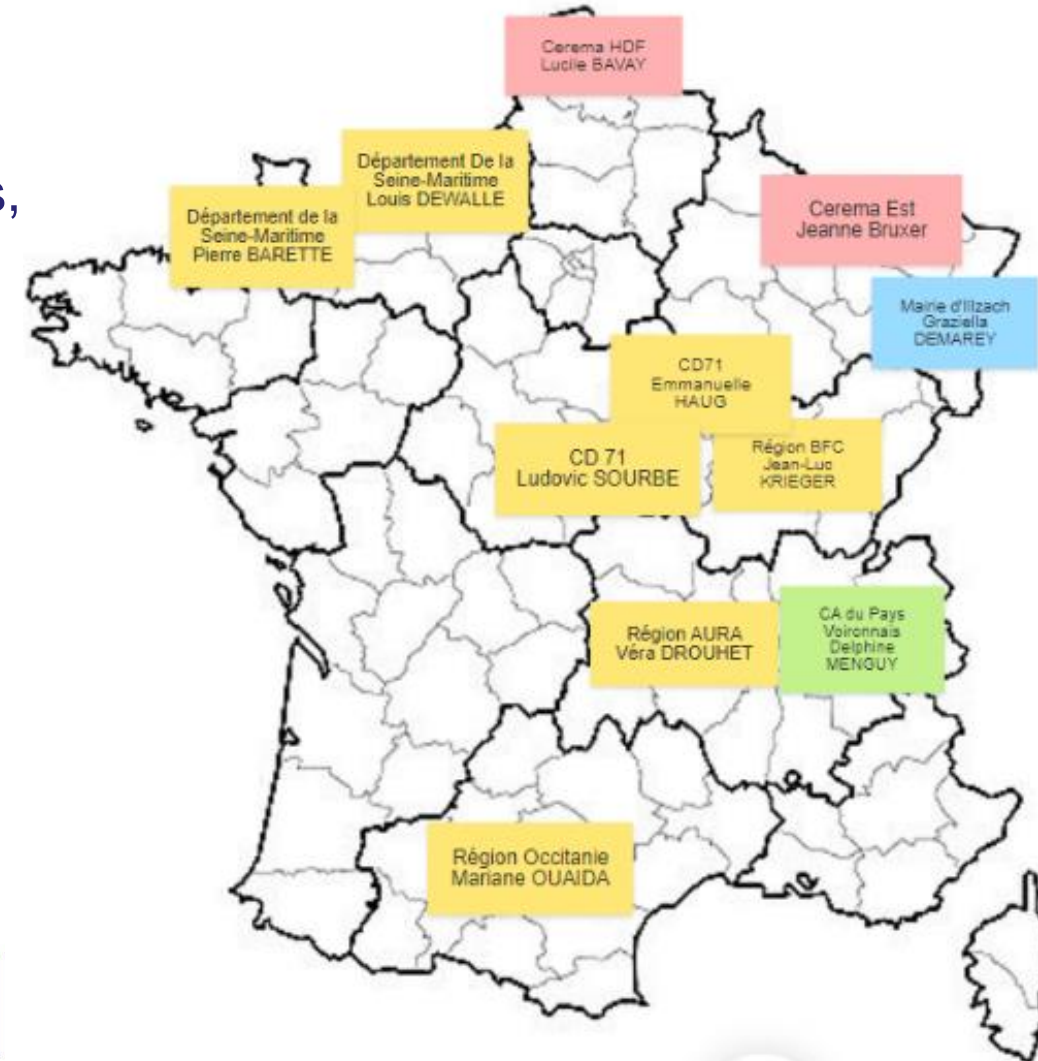 Cerema HDF
Lucile BAVAY
Département De la
Seine-Maritime
Louis DEWALLE
s,
Département de la
Seine-Maritime
Pierre BARETTE
Cerema Est
Jeanne Bruxer
Mairie d'Illzach
Graziella
DEMAREY
CD71
Emmanuelle
HAUG
CD 71
Ludovic SOURBE
Région BFC
Jean-Luc
KRIEGER
Région AURA
Véra DROUHET
CA du Pays
Voironnais
Delphine
MENGUY
Région Occitanie
Mariane OUAIDA